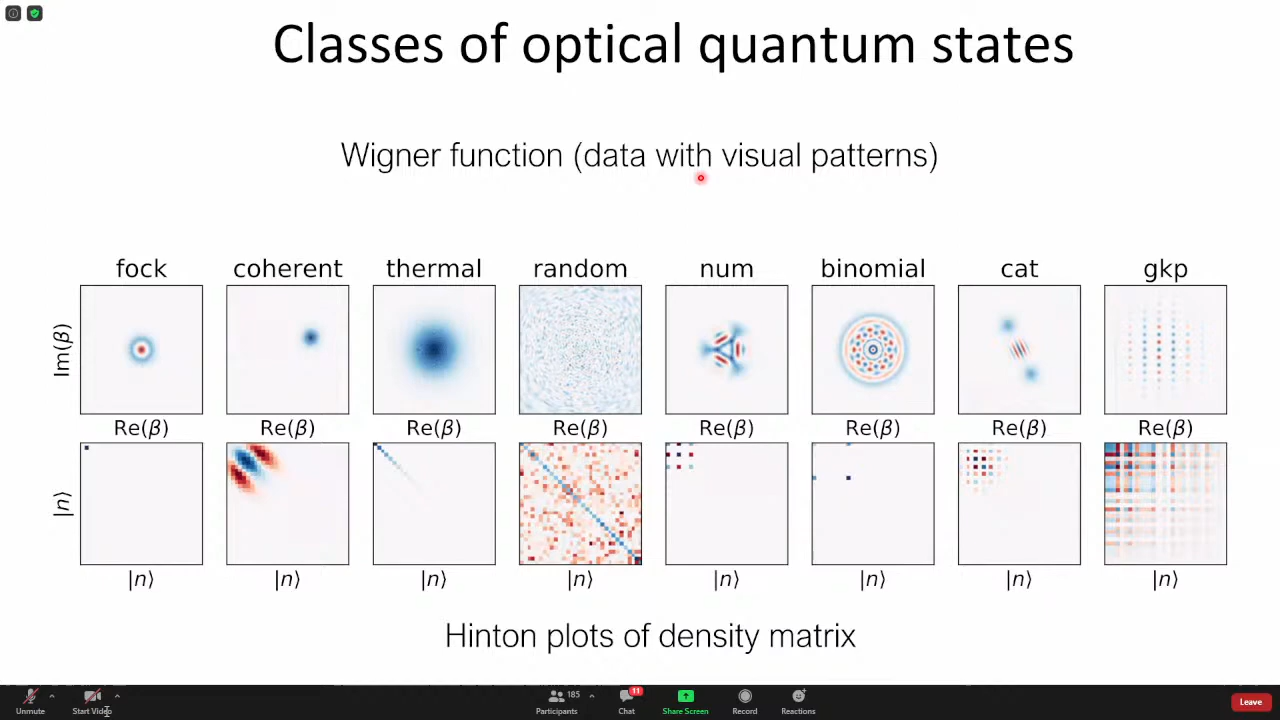 Classes of optical quantum states
Wigner function (data with visual patterns)
fock coherent thermal random num binomial cat gkp
Im(β)
Re(β) Re(β) Re(β) Re(β) Re(β) Re(β) Re(β) Re(β)
|n⟩
|n⟩ |n⟩ |n⟩ |n⟩ |n⟩ |n⟩ |n⟩ |n⟩
Hinton plots of density matrix
Unmute Start Video Participants 185 Chat 11 Share Screen Record Reactions Leave